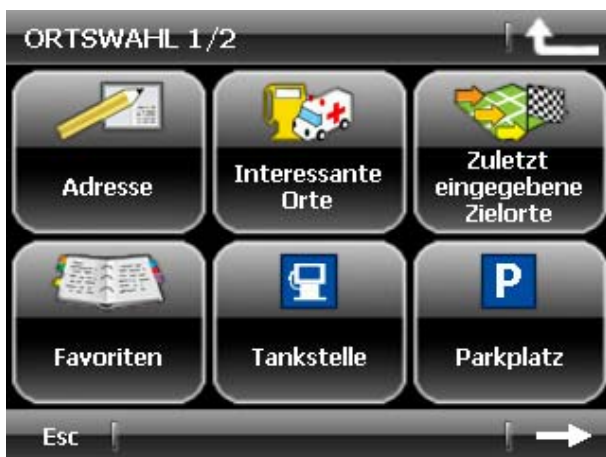 ORTSWAHL 1/2
Adresse
Interessante
Orte
Zuletzt
eingegebene
Zielorte
Favoriten
Tankstelle
P
Parkplatz
Esc